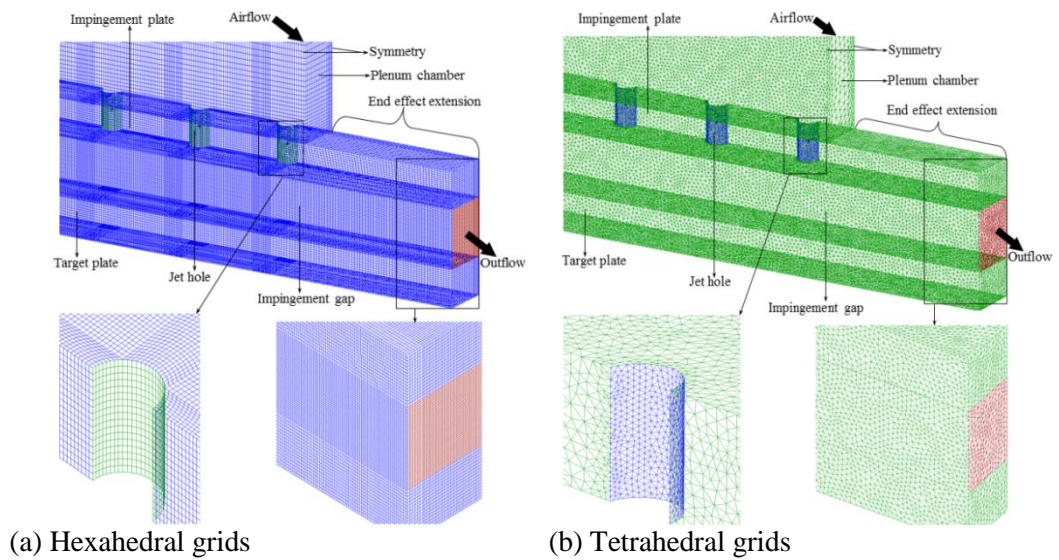 Impingement plate
Airflow
Symmetry
Plenum chamber
End effect extension
Target plate
Jet hole
Impingement gap
Outflow
(a) Hexahedral grids
Impingement plate
Airflow
Symmetry
Plenum chamber
End effect extension
Target plate
Jet hole
Impingement gap
Outflow
(b) Tetrahedral grids